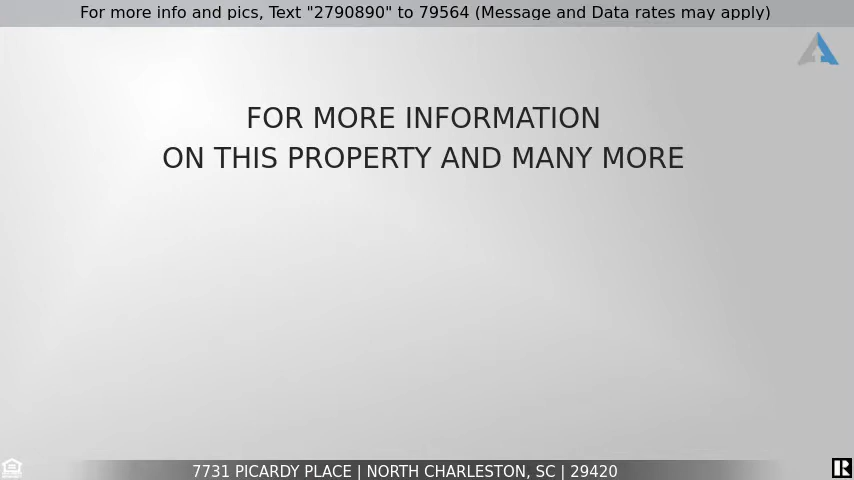 For more info and pics, Text "2790890" to 79564 (Message and Data rates may apply)
FOR MORE INFORMATION
ON THIS PROPERTY AND MANY MORE
7731 PICARDY PLACE | NORTH CHARLESTON, SC | 29420